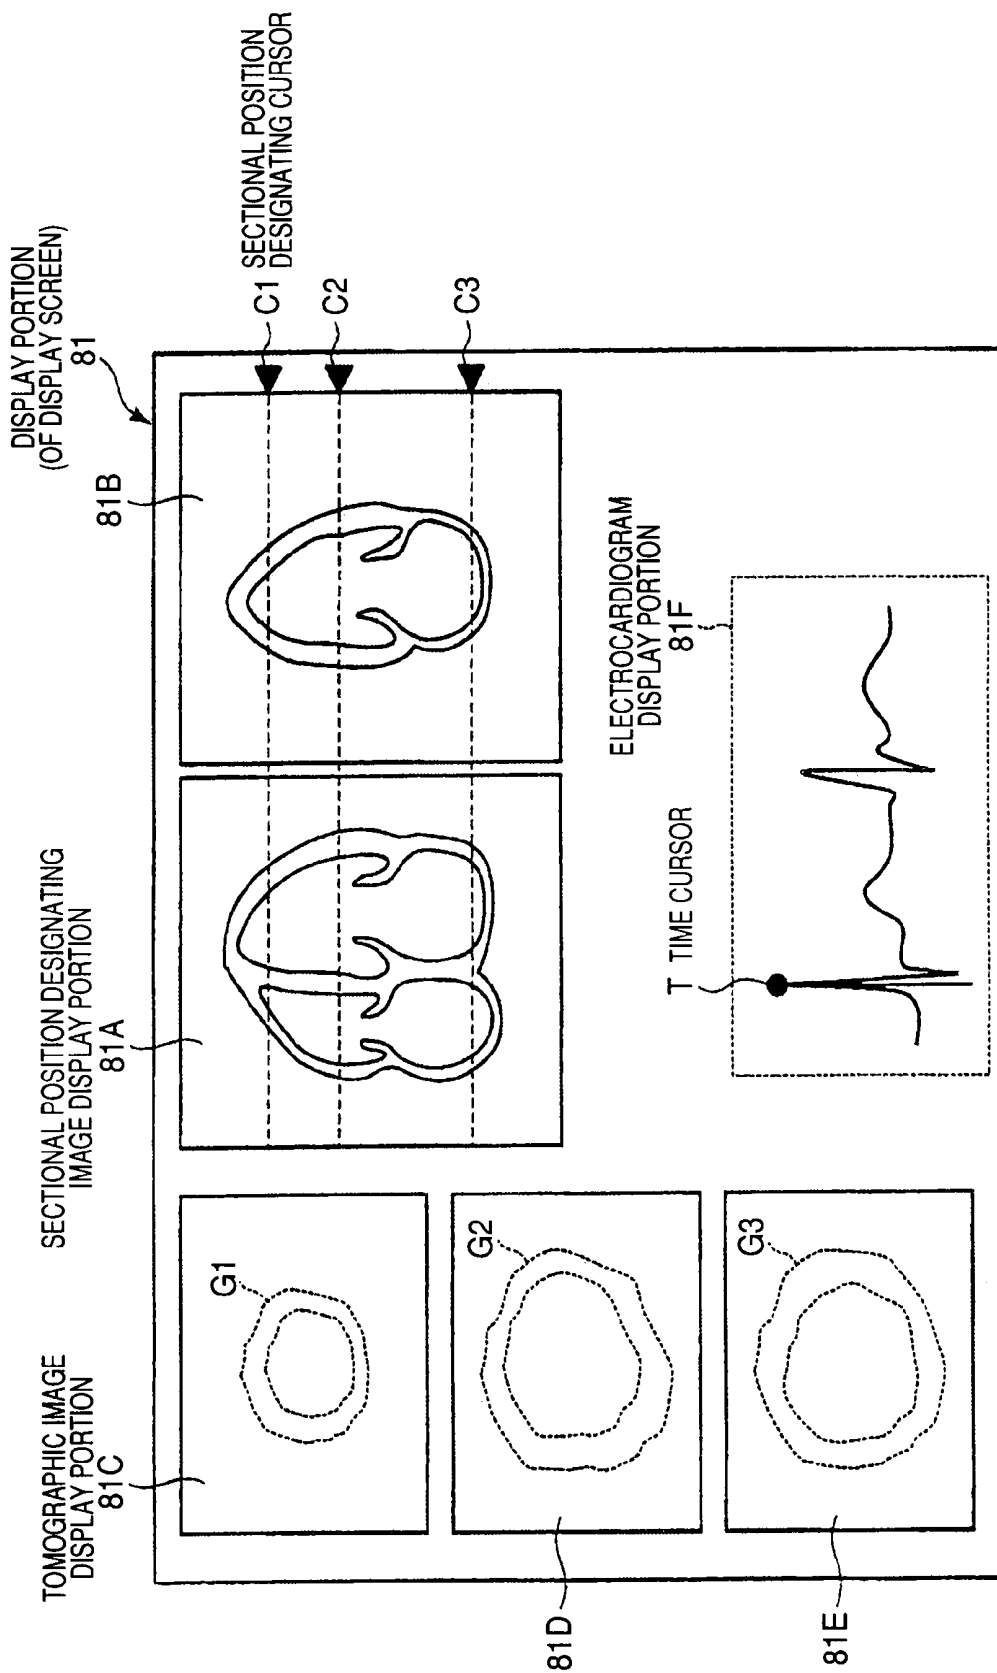 DISPLAY PORTION
(OF DISPLAY SCREEN)
81
TOMOGRAPHIC IMAGE
DISPLAY PORTION
81C
SECTIONAL POSITION DESIGNATING
IMAGE DISPLAY PORTION
81A
81B
C1 SECTIONAL POSITION
DESIGNATING CURSOR
C2
C3
G1
G2
G3
81D
81E
T TIME CURSOR
ELECTROCARDIOGRAM
DISPLAY PORTION
81F